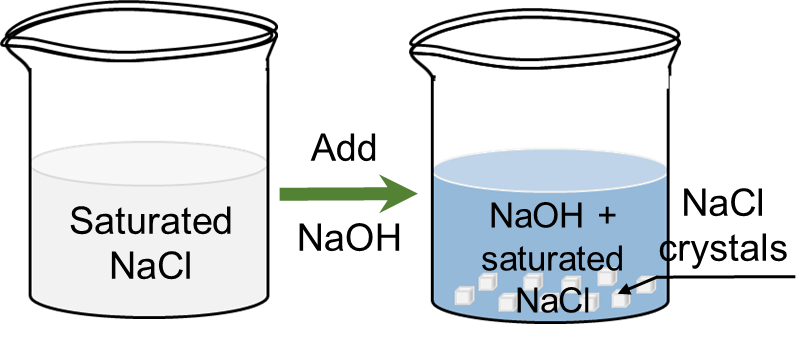 Saturated
NaCl
Add
NaOH
NaOH +
saturated
NaCl
NaCl
crystals